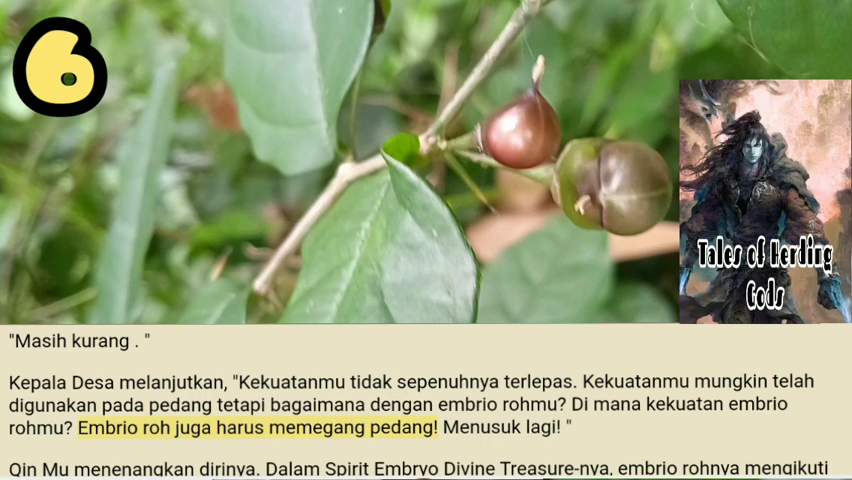 6
Tales of Herding
Gods
"Masih kurang . "
Kepala Desa melanjutkan, "Kekuatanmu tidak sepenuhnya terlepas. Kekuatanmu mungkin telah
digunakan pada pedang tetapi bagaimana dengan embrio rohmu? Di mana kekuatan embrio
rohmu? Embrio roh juga harus memegang pedang! Menusuk lagi! "
Qin Mu menenangkan dirinya. Dalam Spirit Embryo Divine Treasure-nya, embrio rohnya mengikuti